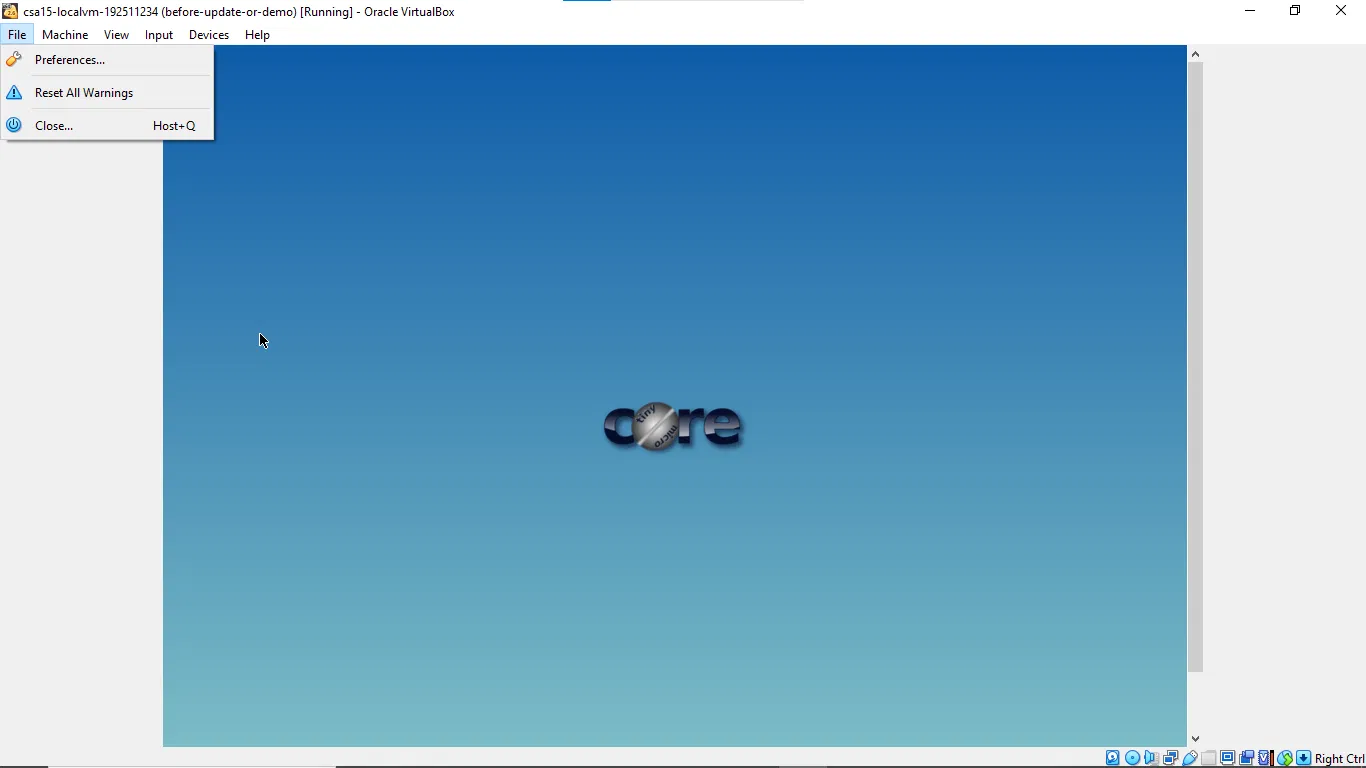 csa15-localvm-192511234 (before-update-or-demo) [Running] - Oracle VirtualBox
File Machine View Input Devices Help
Preferences...
Reset All Warnings
Close... Host+Q
core
tiny
micro
Right Ctrl